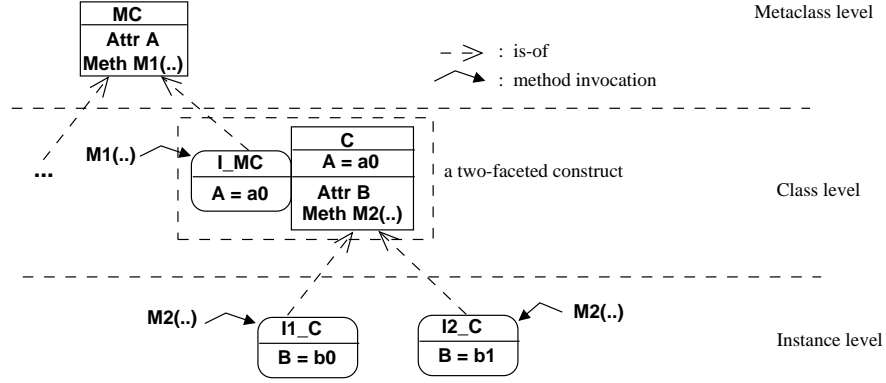 MC
Metaclass level
Attr A
Meth M1(..)
: is-of
: method invocation
...
M1(..)
I_MC
A = a0
C
A = a0
Attr B
Meth M2(..)
a two-faceted construct
Class level
M2(..)
I1_C
B = b0
I2_C
B = b1
M2(..)
Instance level